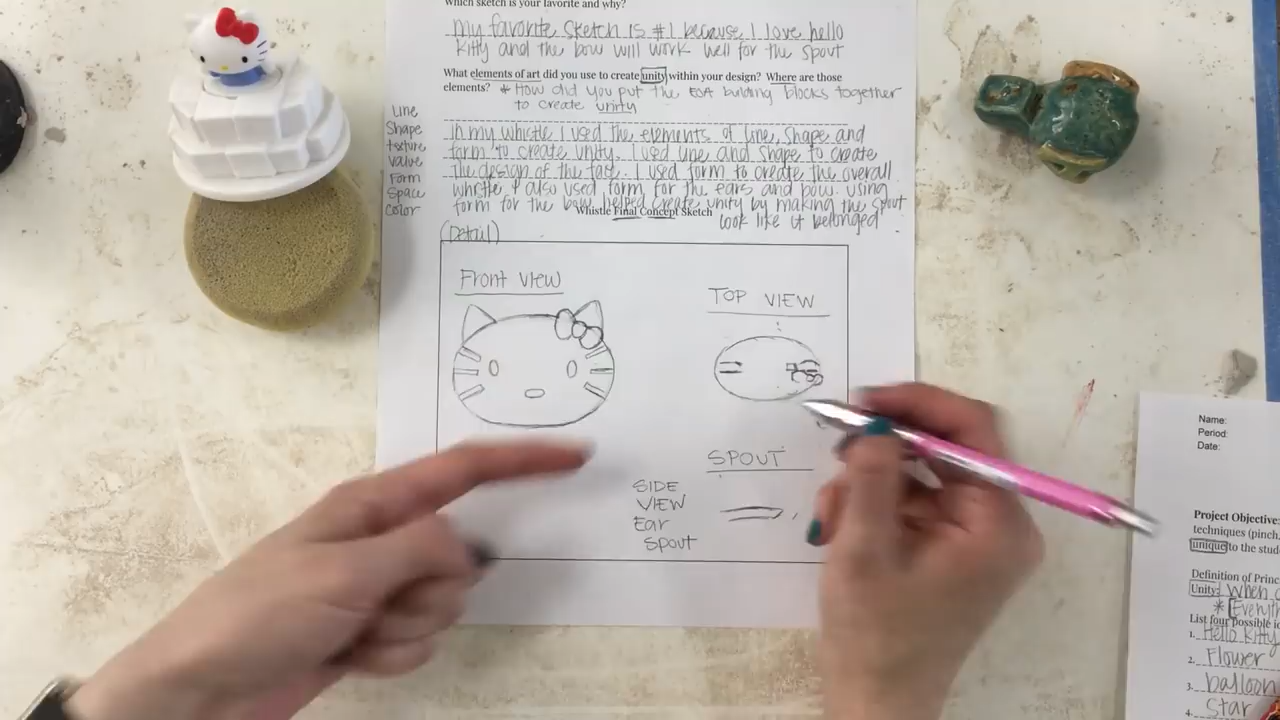 Which sketch is your favorite and why?
My favorite sketch is #1 because I love hello
kitty and the bow will work well for the spout
What elements of art did you use to create unity within your design? Where are those
elements? * How did you put the EOA building blocks together
to create unity
Line
Shape
texture
Value
Form
Space
Color
In my whistle I used the elements of line, shape and
form to create unity. I used line and shape to create
the design of the face. I used form to create the overall
whistle. I also used form for the ears and bow. using
form for the bow helped create unity by making the spout
look like it belonged
Whistle Final Concept Sketch
(Detail)
Front View
TOP VIEW
SPOUT
SIDE
VIEW
Ear
Spout
Name:
Period:
Date:
Project Objective:
techniques (pinch,
unique to the stud
Definition of Princ
Unity: When
* Everyt
List four possible
1. Hello Kitty
2. Flower
3. balloon
4. Star